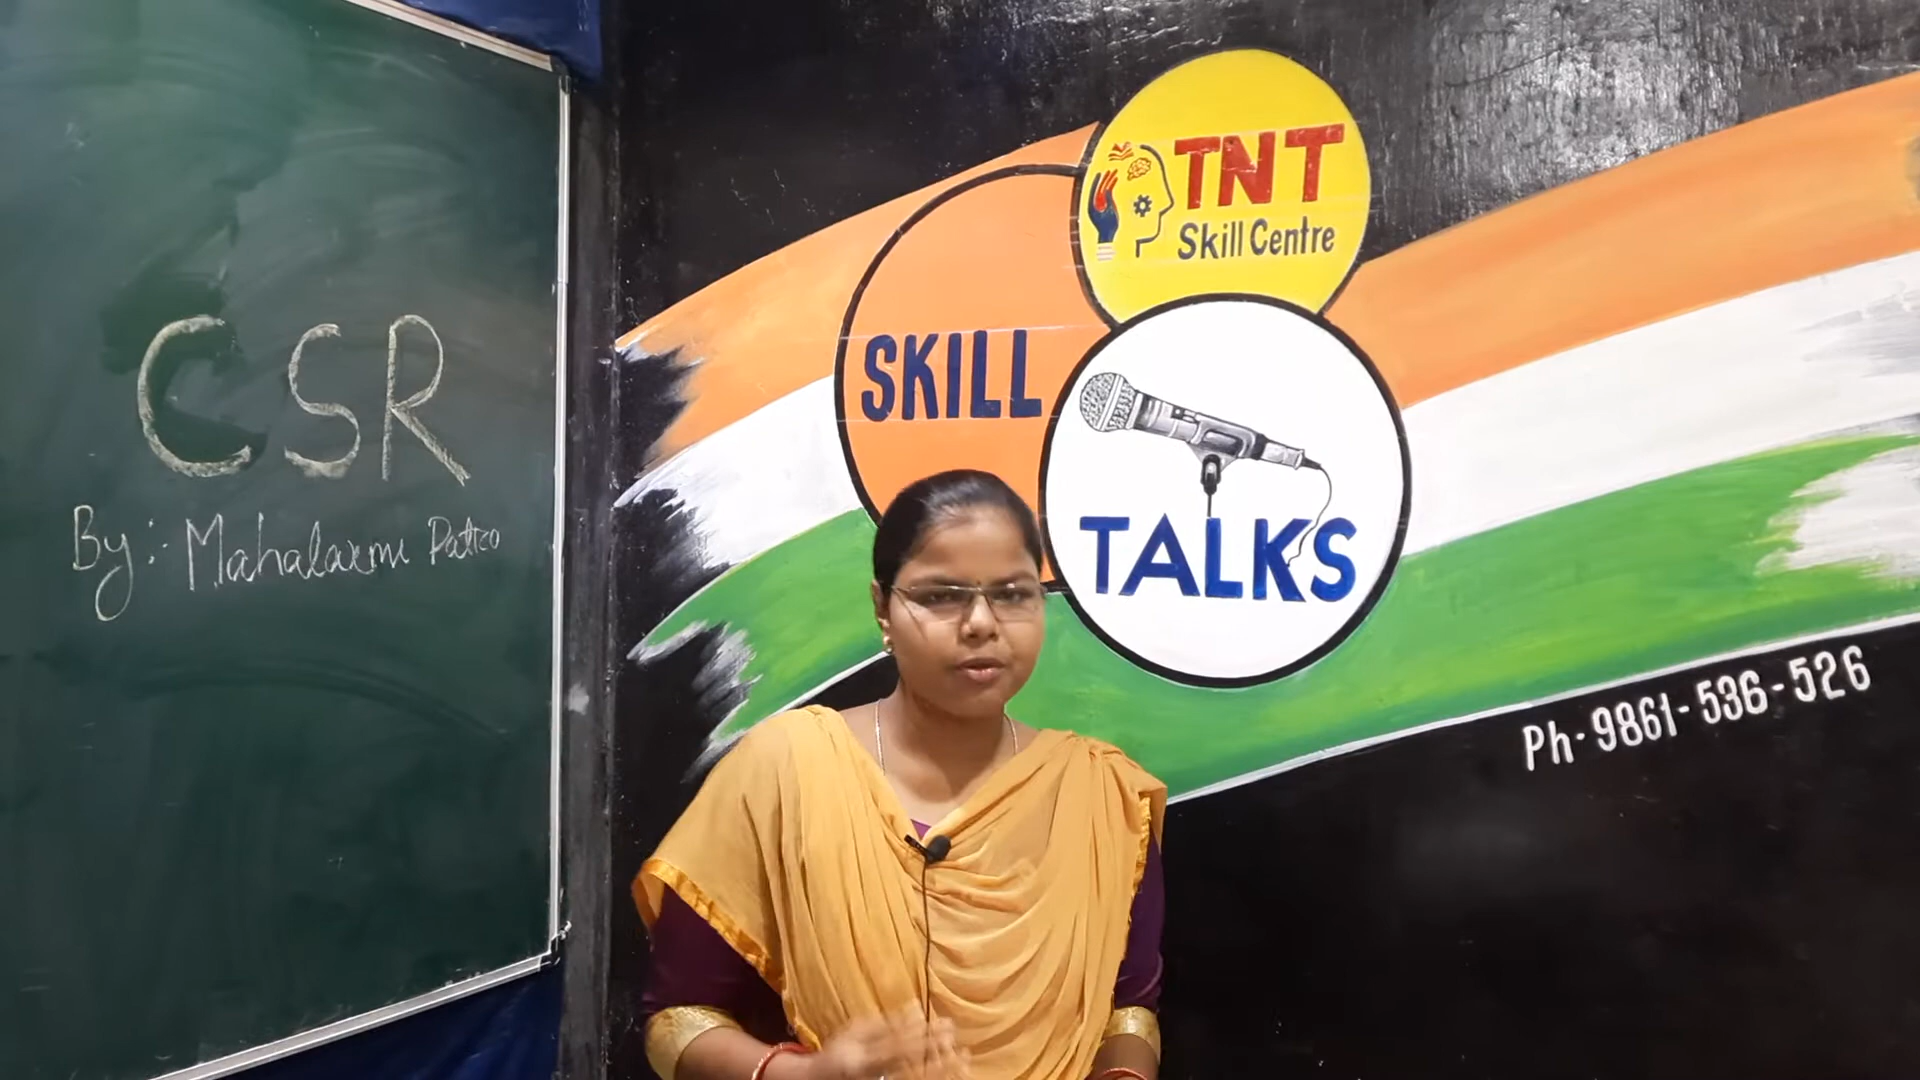 CSR
By:- Mahalaxmi Patro
TNT
Skill Centre
SKILL
TALKS
Ph-9861-536-526